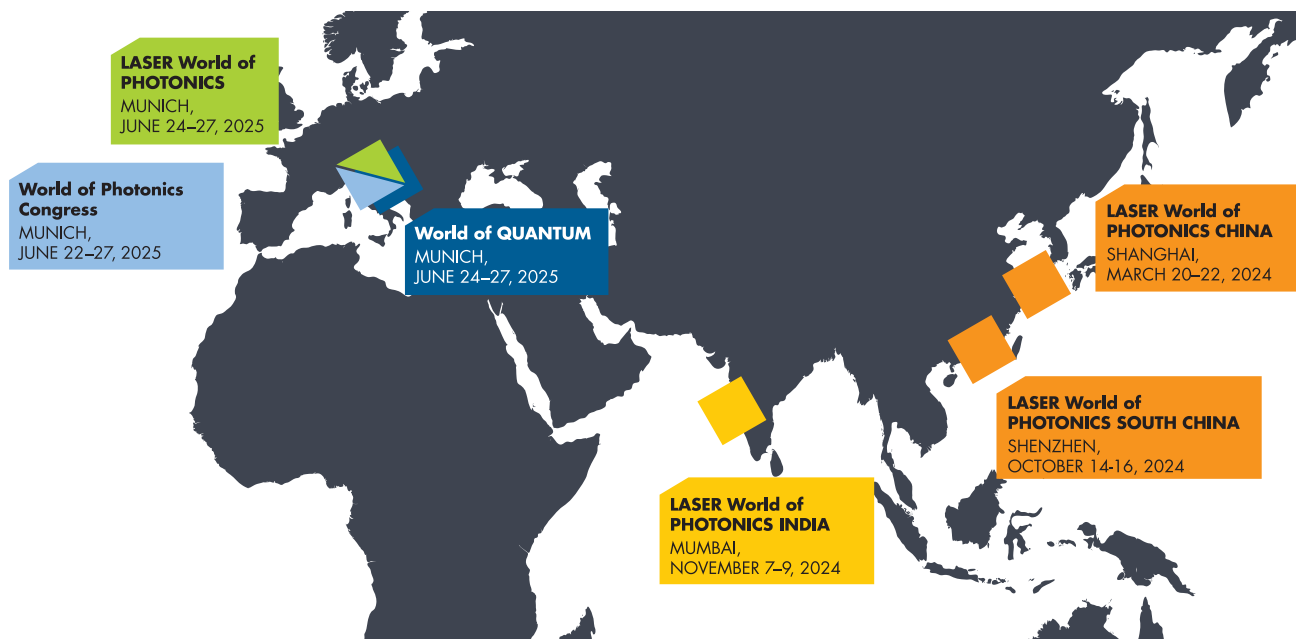 LASER World of
PHOTONICS
MUNICH,
JUNE 24–27, 2025
World of Photonics
Congress
MUNICH,
JUNE 22–27, 2025
World of QUANTUM
MUNICH,
JUNE 24–27, 2025
LASER World of
PHOTONICS CHINA
SHANGHAI,
MARCH 20–22, 2024
LASER World of
PHOTONICS SOUTH CHINA
SHENZHEN,
OCTOBER 14-16, 2024
LASER World of
PHOTONICS INDIA
MUMBAI,
NOVEMBER 7–9, 2024